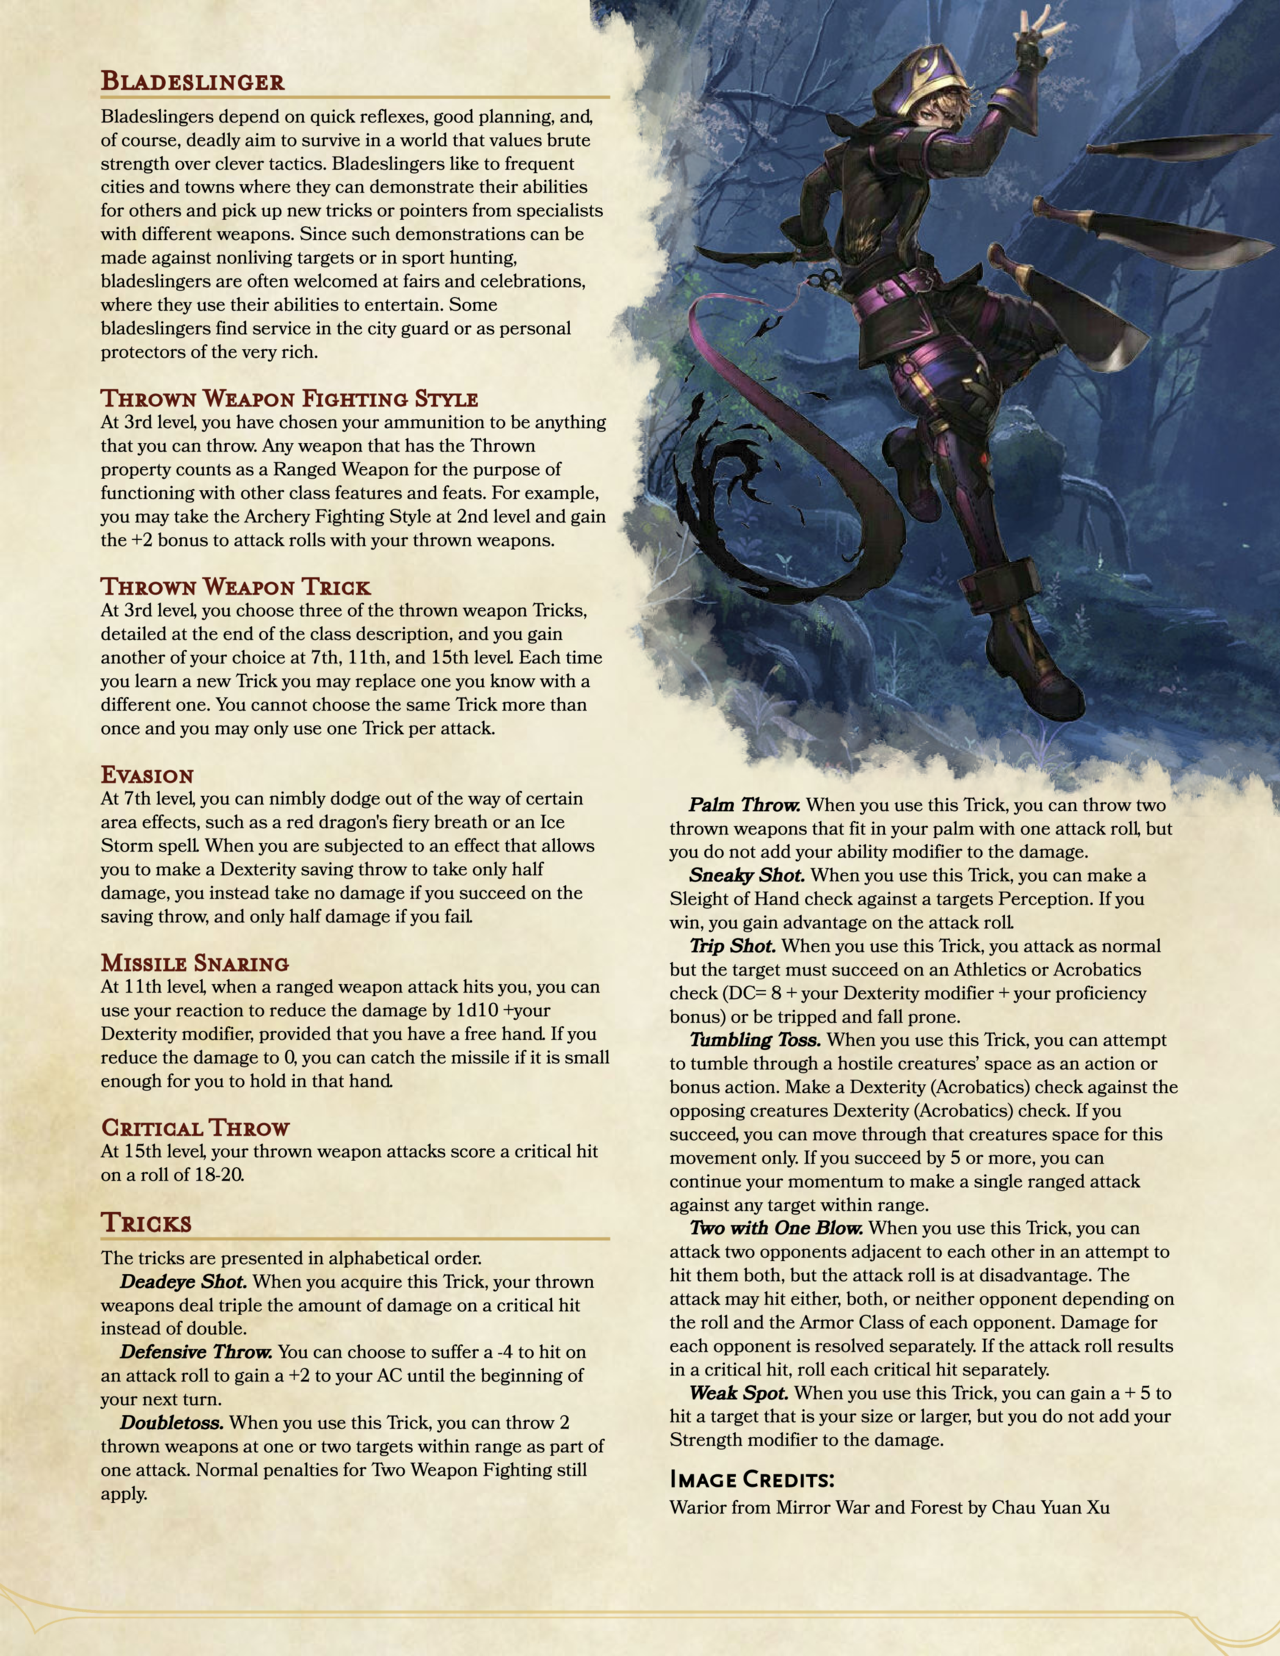 Bladeslinger
Bladeslingers depend on quick reflexes, good planning, and,
of course, deadly aim to survive in a world that values brute
strength over clever tactics. Bladeslingers like to frequent
cities and towns where they can demonstrate their abilities
for others and pick up new tricks or pointers from specialists
with different weapons. Since such demonstrations can be
made against nonliving targets or in sport hunting,
bladeslingers are often welcomed at fairs and celebrations,
where they use their abilities to entertain. Some
bladeslingers find service in the city guard or as personal
protectors of the very rich.
Thrown Weapon Fighting Style
At 3rd level, you have chosen your ammunition to be anything
that you can throw. Any weapon that has the Thrown
property counts as a Ranged Weapon for the purpose of
functioning with other class features and feats. For example,
you may take the Archery Fighting Style at 2nd level and gain
the +2 bonus to attack rolls with your thrown weapons.
Thrown Weapon Trick
At 3rd level, you choose three of the thrown weapon Tricks,
detailed at the end of the class description, and you gain
another of your choice at 7th, 11th, and 15th level. Each time
you learn a new Trick you may replace one you know with a
different one. You cannot choose the same Trick more than
once and you may only use one Trick per attack.
Evasion
At 7th level, you can nimbly dodge out of the way of certain
area effects, such as a red dragon's fiery breath or an Ice
Storm spell. When you are subjected to an effect that allows
you to make a Dexterity saving throw to take only half
damage, you instead take no damage if you succeed on the
saving throw, and only half damage if you fail.
Missile Snaring
At 11th level, when a ranged weapon attack hits you, you can
use your reaction to reduce the damage by 1d10 +your
Dexterity modifier, provided that you have a free hand. If you
reduce the damage to 0, you can catch the missile if it is small
enough for you to hold in that hand.
Critical Throw
At 15th level, your thrown weapon attacks score a critical hit
on a roll of 18-20.
Tricks
The tricks are presented in alphabetical order.
Deadeye Shot. When you acquire this Trick, your thrown
weapons deal triple the amount of damage on a critical hit
instead of double.
Defensive Throw. You can choose to suffer a -4 to hit on
an attack roll to gain a +2 to your AC until the beginning of
your next turn.
Doubletoss. When you use this Trick, you can throw 2
thrown weapons at one or two targets within range as part of
one attack. Normal penalties for Two Weapon Fighting still
apply.
Palm Throw. When you use this Trick, you can throw two
thrown weapons that fit in your palm with one attack roll, but
you do not add your ability modifier to the damage.
Sneaky Shot. When you use this Trick, you can make a
Sleight of Hand check against a targets Perception. If you
win, you gain advantage on the attack roll.
Trip Shot. When you use this Trick, you attack as normal
but the target must succeed on an Athletics or Acrobatics
check (DC= 8 + your Dexterity modifier + your proficiency
bonus) or be tripped and fall prone.
Tumbling Toss. When you use this Trick, you can attempt
to tumble through a hostile creatures' space as an action or
bonus action. Make a Dexterity (Acrobatics) check against the
opposing creatures Dexterity (Acrobatics) check. If you
succeed, you can move through that creatures space for this
movement only. If you succeed by 5 or more, you can
continue your momentum to make a single ranged attack
against any target within range.
Two with One Blow. When you use this Trick, you can
attack two opponents adjacent to each other in an attempt to
hit them both, but the attack roll is at disadvantage. The
attack may hit either, both, or neither opponent depending on
the roll and the Armor Class of each opponent. Damage for
each opponent is resolved separately. If the attack roll results
in a critical hit, roll each critical hit separately.
Weak Spot. When you use this Trick, you can gain a + 5 to
hit a target that is your size or larger, but you do not add your
Strength modifier to the damage.
Image Credits:
Warior from Mirror War and Forest by Chau Yuan Xu